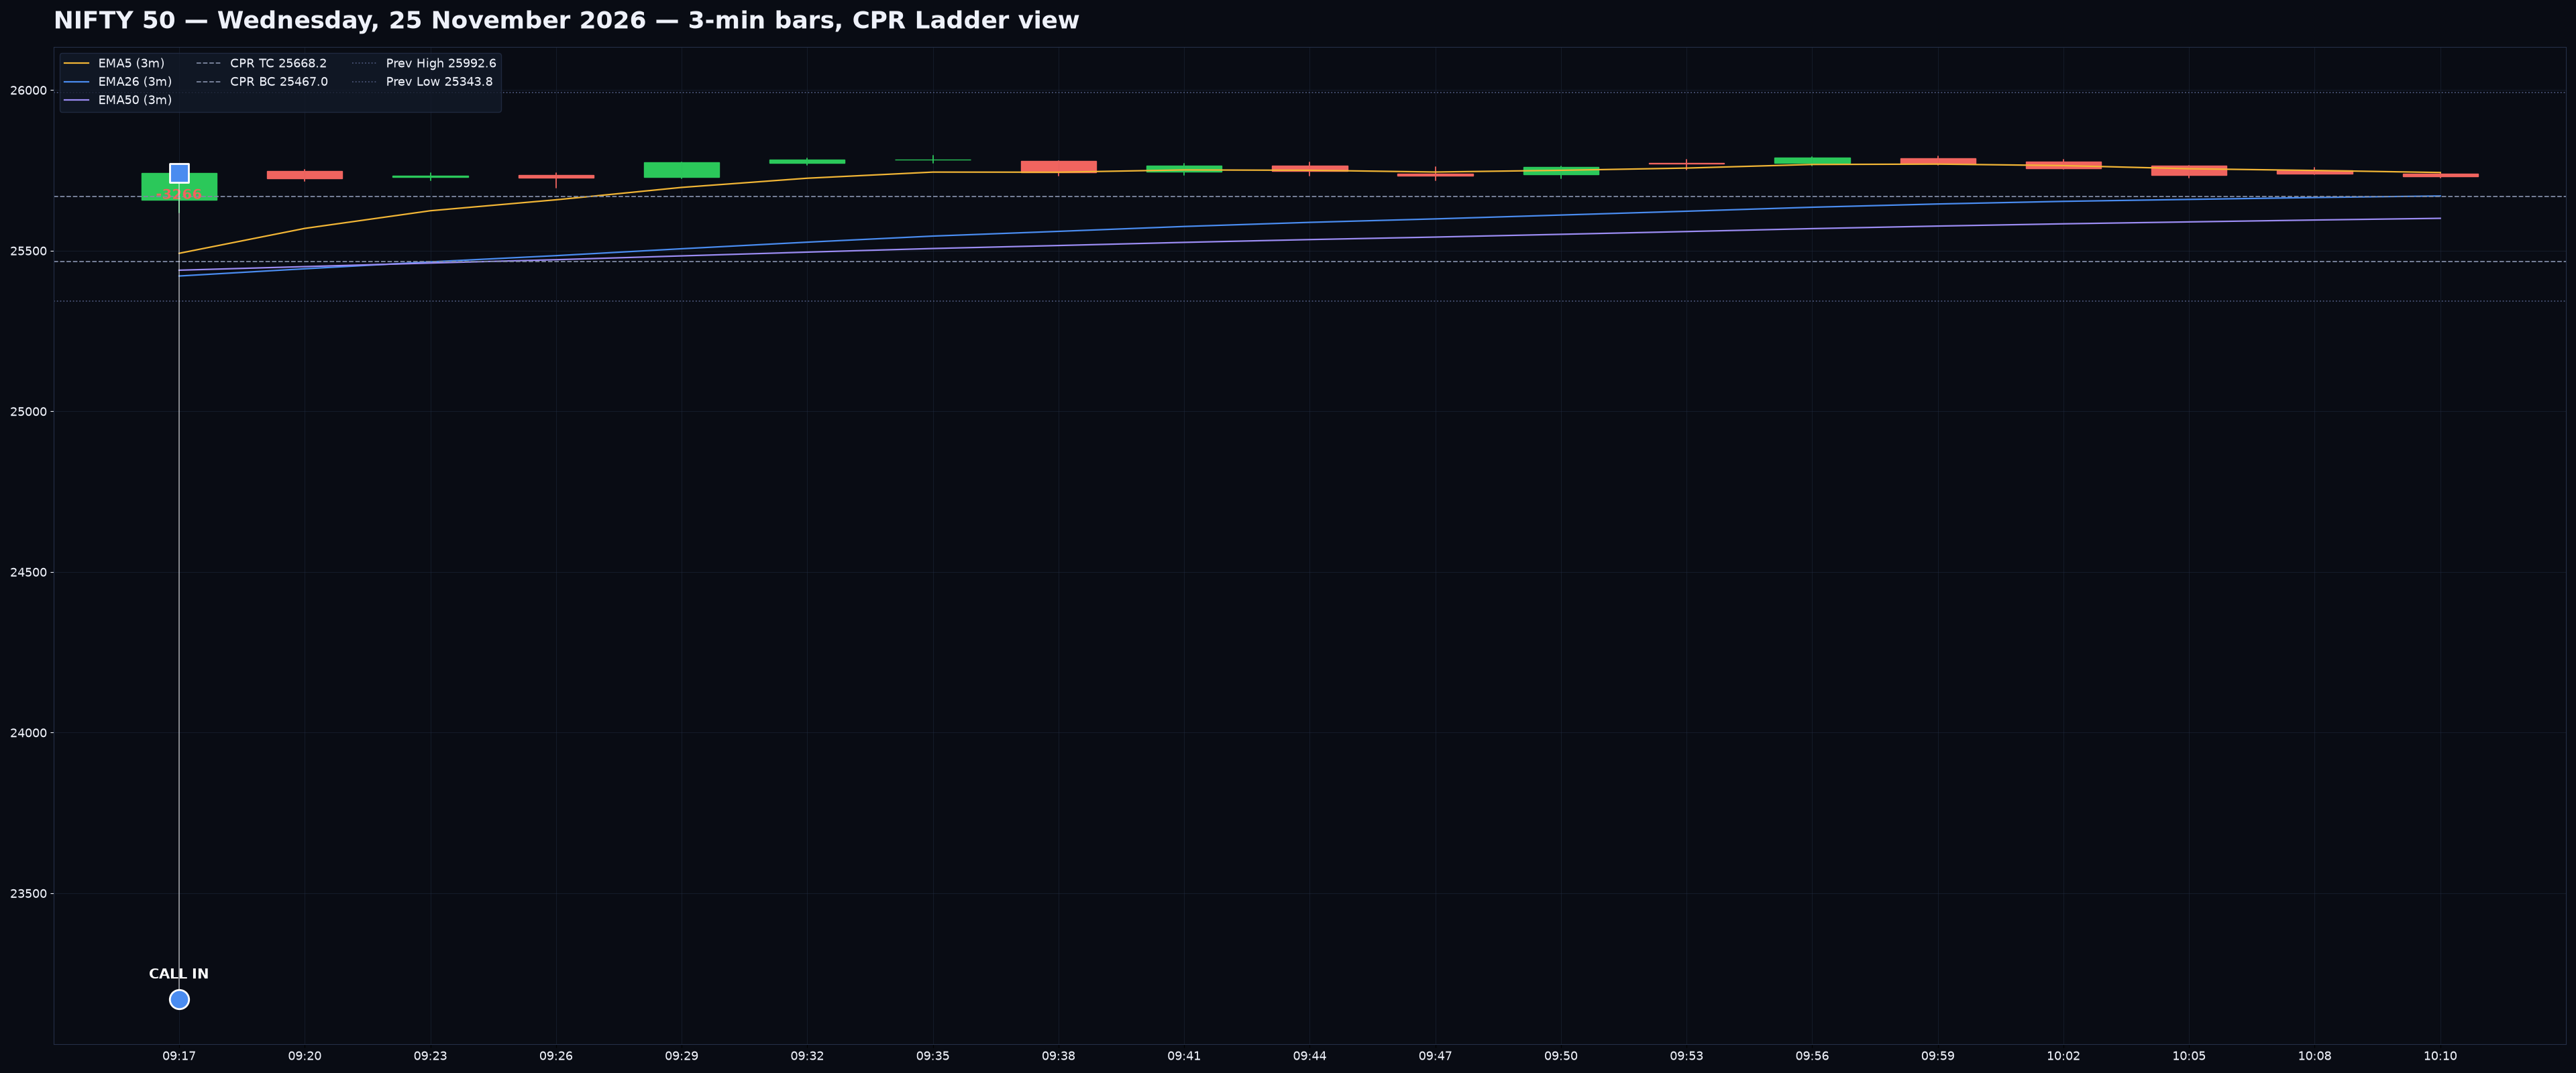 NIFTY 50 — Wednesday, 25 November 2026 — 3-min bars, CPR Ladder view
EMA5 (3m)
EMA26 (3m)
EMA50 (3m)
CPR TC 25668.2
CPR BC 25467.0
Prev High 25992.6
Prev Low 25343.8
26000
25500
25000
24500
24000
23500
CALL IN
09:17 09:20 09:23 09:26 09:29 09:32 09:35 09:38 09:41 09:44 09:47 09:50 09:53 09:56 09:59 10:02 10:05 10:08 10:10